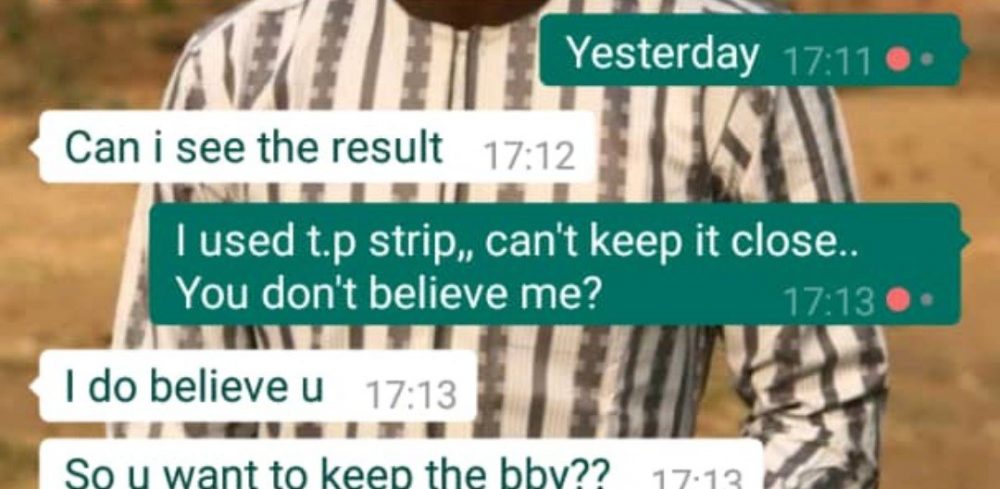 Yesterday 17:11
Can i see the result 17:12
I used t.p strip,, can't keep it close..
You don't believe me? 17:13
I do believe u 17:13
So u want to keep the bby?? 17:13